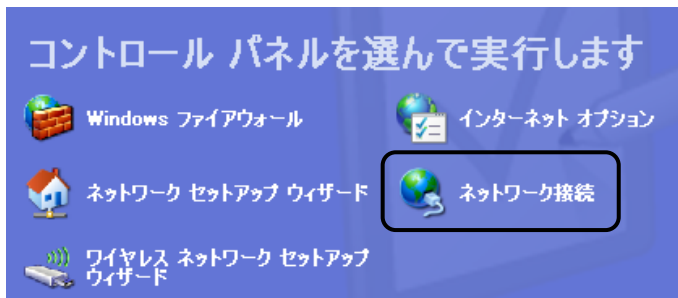 コントロール パネルを選んで実行します
Windows ファイアウォール
インターネット オプション
ネットワーク セットアップ ウィザード
ネットワーク接続
ワイヤレス ネットワーク セットアップ
ウィザード